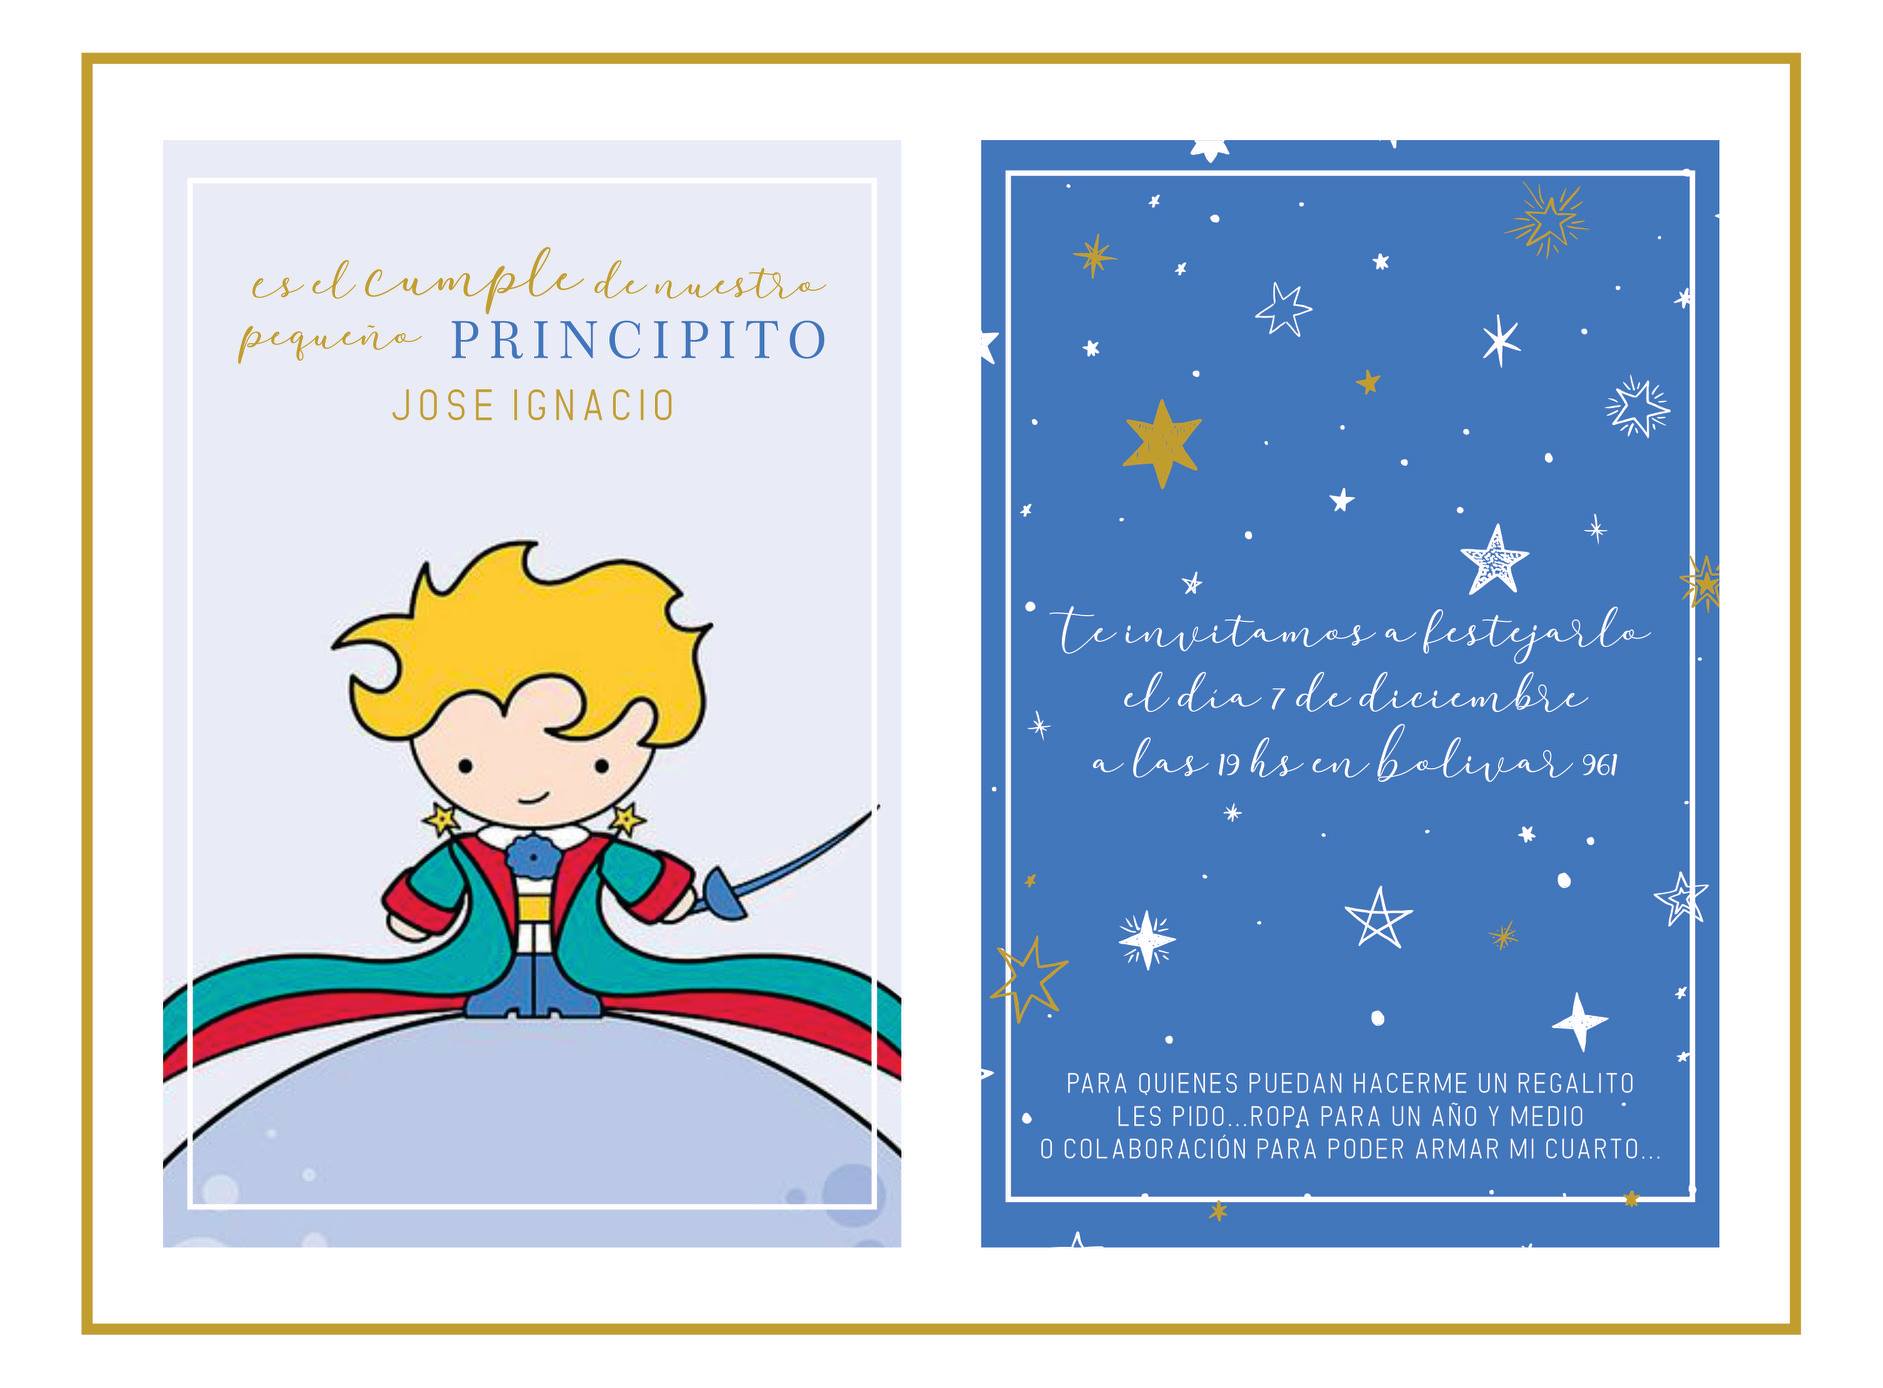 es el cumple de nuestro
pequeño PRINCIPITO
JOSE IGNACIO
te invitamos a festejarlo
el día 7 de diciembre
a las 19 hs en bolivar 961
PARA QUIENES PUEDAN HACERME UN REGALITO
LES PIDO...ROPA PARA UN AÑO Y MEDIO
O COLABORACIÓN PARA PODER ARMAR MI CUARTO...